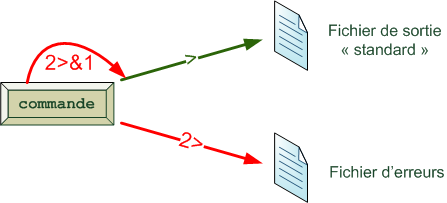 2>&1
commande
>
Fichier de sortie
« standard »
2>
Fichier d'erreurs